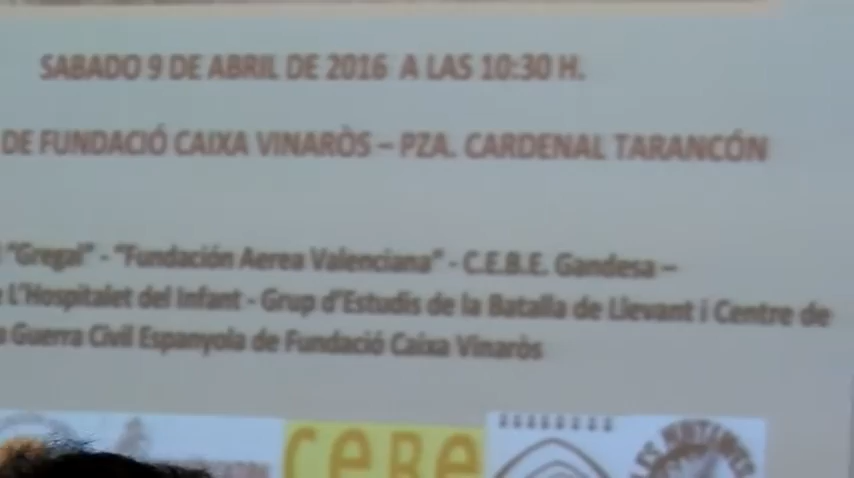 SABADO 9 DE ABRIL DE 2016 A LAS 10:30 H.
DE FUNDACIÓ CAIXA VINARÒS – PZA. CARDENAL TARANCÓN
"Gregal" - "Fundación Aerea Valenciana" - C.E.B.E. Gandesa –
L'Hospitalet del Infant - Grup d'Estudis de la Batalla de Llevant i Centre de
Guerra Civil Espanyola de Fundació Caixa Vinaròs
CeBe